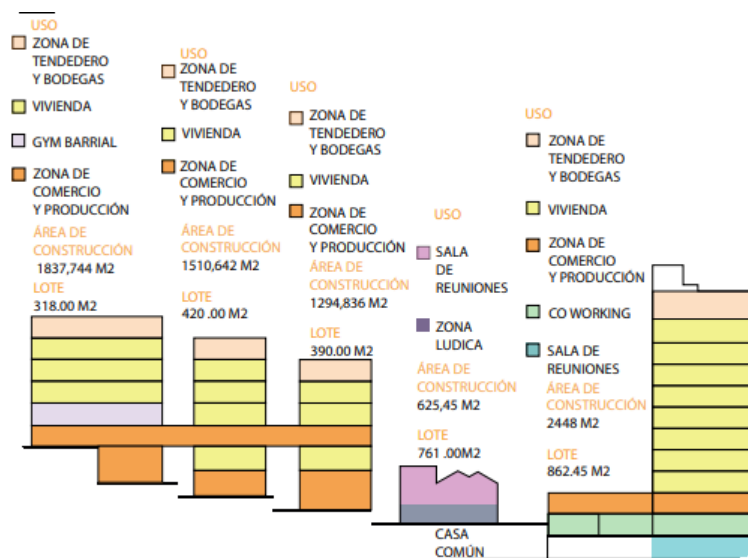 USO
ZONA DE
TENDEDERO
Y BODEGAS
VIVIENDA
GYM BARRIAL
ZONA DE
COMERCIO
Y PRODUCCIÓN
ÁREA DE
CONSTRUCCIÓN
1837,744 M2
LOTE
318.00 M2
USO
ZONA DE
TENDEDERO
Y BODEGAS
VIVIENDA
ZONA DE
COMERCIO
Y PRODUCCIÓN
ÁREA DE
CONSTRUCCIÓN
1510,642 M2
LOTE
420 .00 M2
USO
ZONA DE
TENDEDERO
Y BODEGAS
VIVIENDA
ZONA DE
COMERCIO
Y PRODUCCIÓN
ÁREA DE
CONSTRUCCIÓN
1294,836 M2
LOTE
390.00 M2
USO
SALA
DE
REUNIONES
ZONA
LUDICA
ÁREA DE
CONSTRUCCIÓN
625,45 M2
LOTE
761 .00M2
CASA
COMÚN
USO
ZONA DE
TENDEDERO
Y BODEGAS
VIVIENDA
ZONA DE
COMERCIO
Y PRODUCCIÓN
CO WORKING
SALA DE
REUNIONES
ÁREA DE
CONSTRUCCIÓN
2448 M2
LOTE
862.45 M2